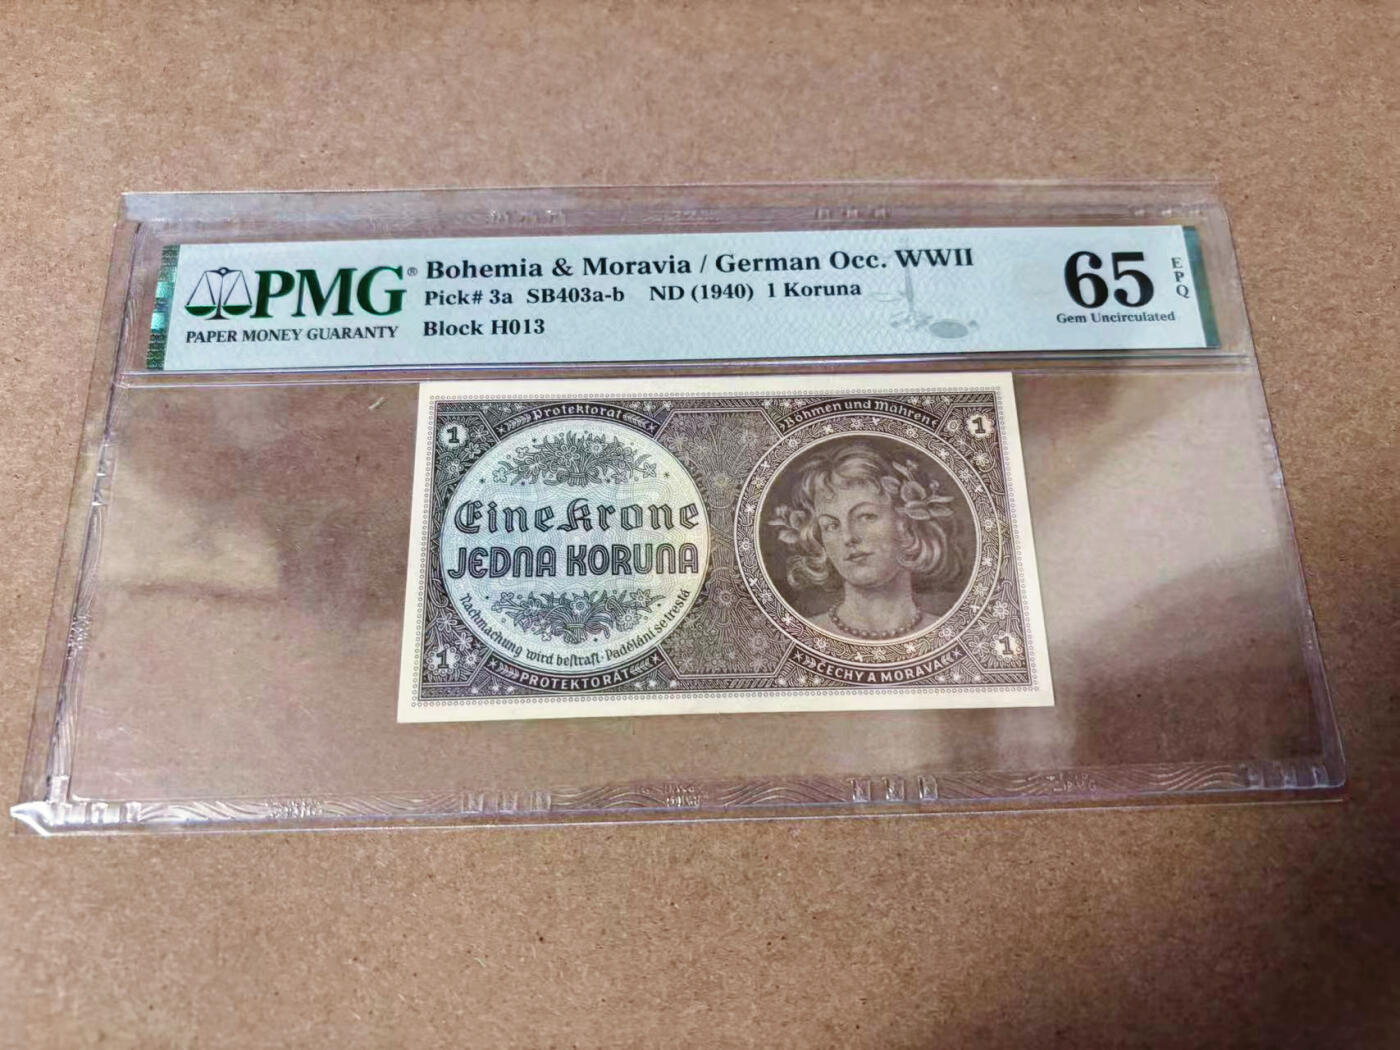 PMG®
PAPER MONEY GUARANTY
Bohemia & Moravia / German Occ. WWII
Pick# 3a SB403a-b ND (1940) 1 Koruna
Block H013
65 EPQ
Gem Uncirculated
1 Protektorat Böhmen und Mähren 1
Eine Krone
JEDNA KORUNA
Nachmachung wird bestraft · Padělání se trestá
1 PROTEKTORÁT ČECHY A MORAVA 1